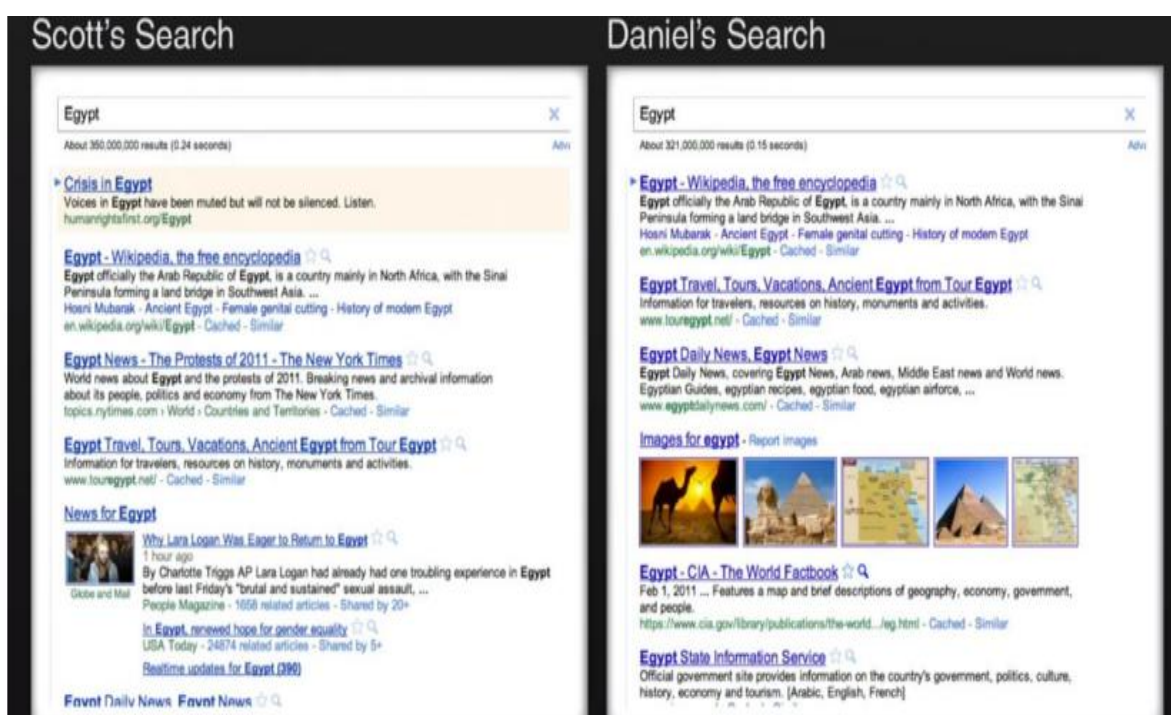 Scott's Search
Egypt
X
About 350,000,000 results (0.24 seconds)
Adv
Crisis in Egypt
Voices in Egypt have been muted but will not be silenced. Listen.
humanrightsfirst.org/Egypt
Egypt - Wikipedia, the free encyclopedia
Egypt officially the Arab Republic of Egypt, is a country mainly in North Africa, with the Sinai
Peninsula forming a land bridge in Southwest Asia. ...
Hosni Mubarak - Ancient Egypt - Female genital cutting - History of modern Egypt
en.wikipedia.org/wiki/Egypt - Cached - Similar
Egypt News - The Protests of 2011 - The New York Times
World news about Egypt and the protests of 2011. Breaking news and archival information
about its people, politics and economy from The New York Times.
topics.nytimes.com › World › Countries and Territories - Cached - Similar
Egypt Travel, Tours, Vacations, Ancient Egypt from Tour Egypt
Information for travelers, resources on history, monuments and activities.
www.touregypt.net/ - Cached - Similar
News for Egypt
Why Lara Logan Was Eager to Return to Egypt
1 hour ago
By Charlotte Triggs AP Lara Logan had already had one troubling experience in Egypt
before last Friday's "brutal and sustained" sexual assault, ...
Globe and Mail
People Magazine - 1656 related articles - Shared by 20+
In Egypt, renewed hope for gender equality
USA Today - 24874 related articles - Shared by 5+
Realtime updates for Egypt (390)
Egypt Daily News, Egypt News
Daniel's Search
Egypt
X
About 321,000,000 results (0.15 seconds)
Adv
Egypt - Wikipedia, the free encyclopedia
Egypt officially the Arab Republic of Egypt, is a country mainly in North Africa, with the Sinai
Peninsula forming a land bridge in Southwest Asia. ...
Hosni Mubarak - Ancient Egypt - Female genital cutting - History of modern Egypt
en.wikipedia.org/wiki/Egypt - Cached - Similar
Egypt Travel, Tours, Vacations, Ancient Egypt from Tour Egypt
Information for travelers, resources on history, monuments and activities.
www.touregypt.net/ - Cached - Similar
Egypt Daily News, Egypt News
Egypt Daily News, covering Egypt News, Arab news, Middle East news and World news.
Egyptian Guides, egyptian recipes, egyptian food, egyptian airforce, ...
www.egyptdailynews.com/ - Cached - Similar
Images for egypt - Report images
Egypt - CIA - The World Factbook
Feb 1, 2011 ... Features a map and brief descriptions of geography, economy, government,
and people.
https://www.cia.gov/library/publications/the-world.../eg.html - Cached - Similar
Egypt State Information Service
Official government site provides information on the country's government, politics, culture,
history, economy and tourism. [Arabic, English, French]